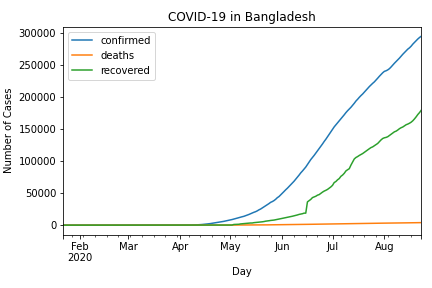 COVID-19 in Bangladesh
confirmed
deaths
recovered
300000
250000
200000
150000
100000
50000
0
Number of Cases
Feb Mar Apr May Jun Jul Aug
2020
Day